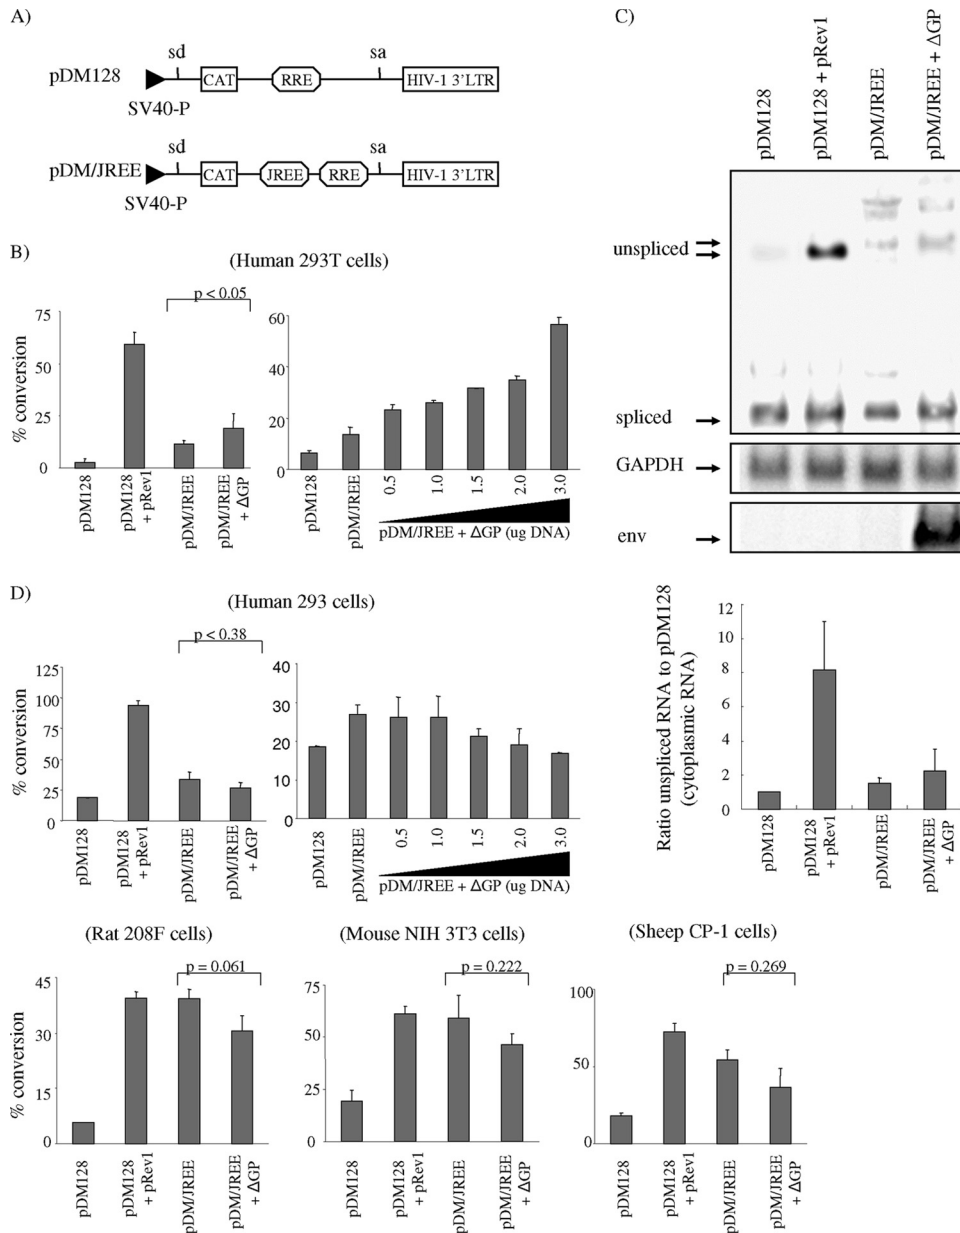 A)
pDM128
sd
sa
CAT
RRE
HIV-1 3'LTR
SV40-P
pDM/JREE
sd
sa
CAT
JREE
RRE
HIV-1 3'LTR
SV40-P
B)
(Human 293T cells)
% conversion
75
50
25
0
p < 0.05
pDM128
pDM128 + pRev1
pDM/JREE
pDM/JREE + ΔGP
60
40
20
0
pDM128
pDM/JREE
0.5
1.0
1.5
2.0
3.0
pDM/JREE + ΔGP (ug DNA)
C)
pDM128
pDM128 + pRev1
pDM/JREE
pDM/JREE + ΔGP
unspliced
spliced
GAPDH
env
Ratio unspliced RNA to pDM128
(cytoplasmic RNA)
12
10
8
6
4
2
0
pDM128
pDM128
+ pRev1
pDM/JREE
pDM/JREE
+ ΔGP
D)
(Human 293 cells)
% conversion
125
100
75
50
25
0
p < 0.38
pDM128
pDM128
+ pRev1
pDM/JREE
pDM/JREE
+ ΔGP
40
30
20
10
0
pDM128
pDM/JREE
0.5
1.0
1.5
2.0
3.0
pDM/JREE + ΔGP (ug DNA)
(Rat 208F cells)
% conversion
45
30
15
0
p = 0.061
pDM128
pDM128
+ pRev1
pDM/JREE
pDM/JREE
+ ΔGP
(Mouse NIH 3T3 cells)
75
50
25
0
p = 0.222
pDM128
pDM128
+ pRev1
pDM/JREE
pDM/JREE
+ ΔGP
(Sheep CP-1 cells)
100
50
0
p = 0.269
pDM128
pDM128
+ pRev1
pDM/JREE
pDM/JREE
+ ΔGP